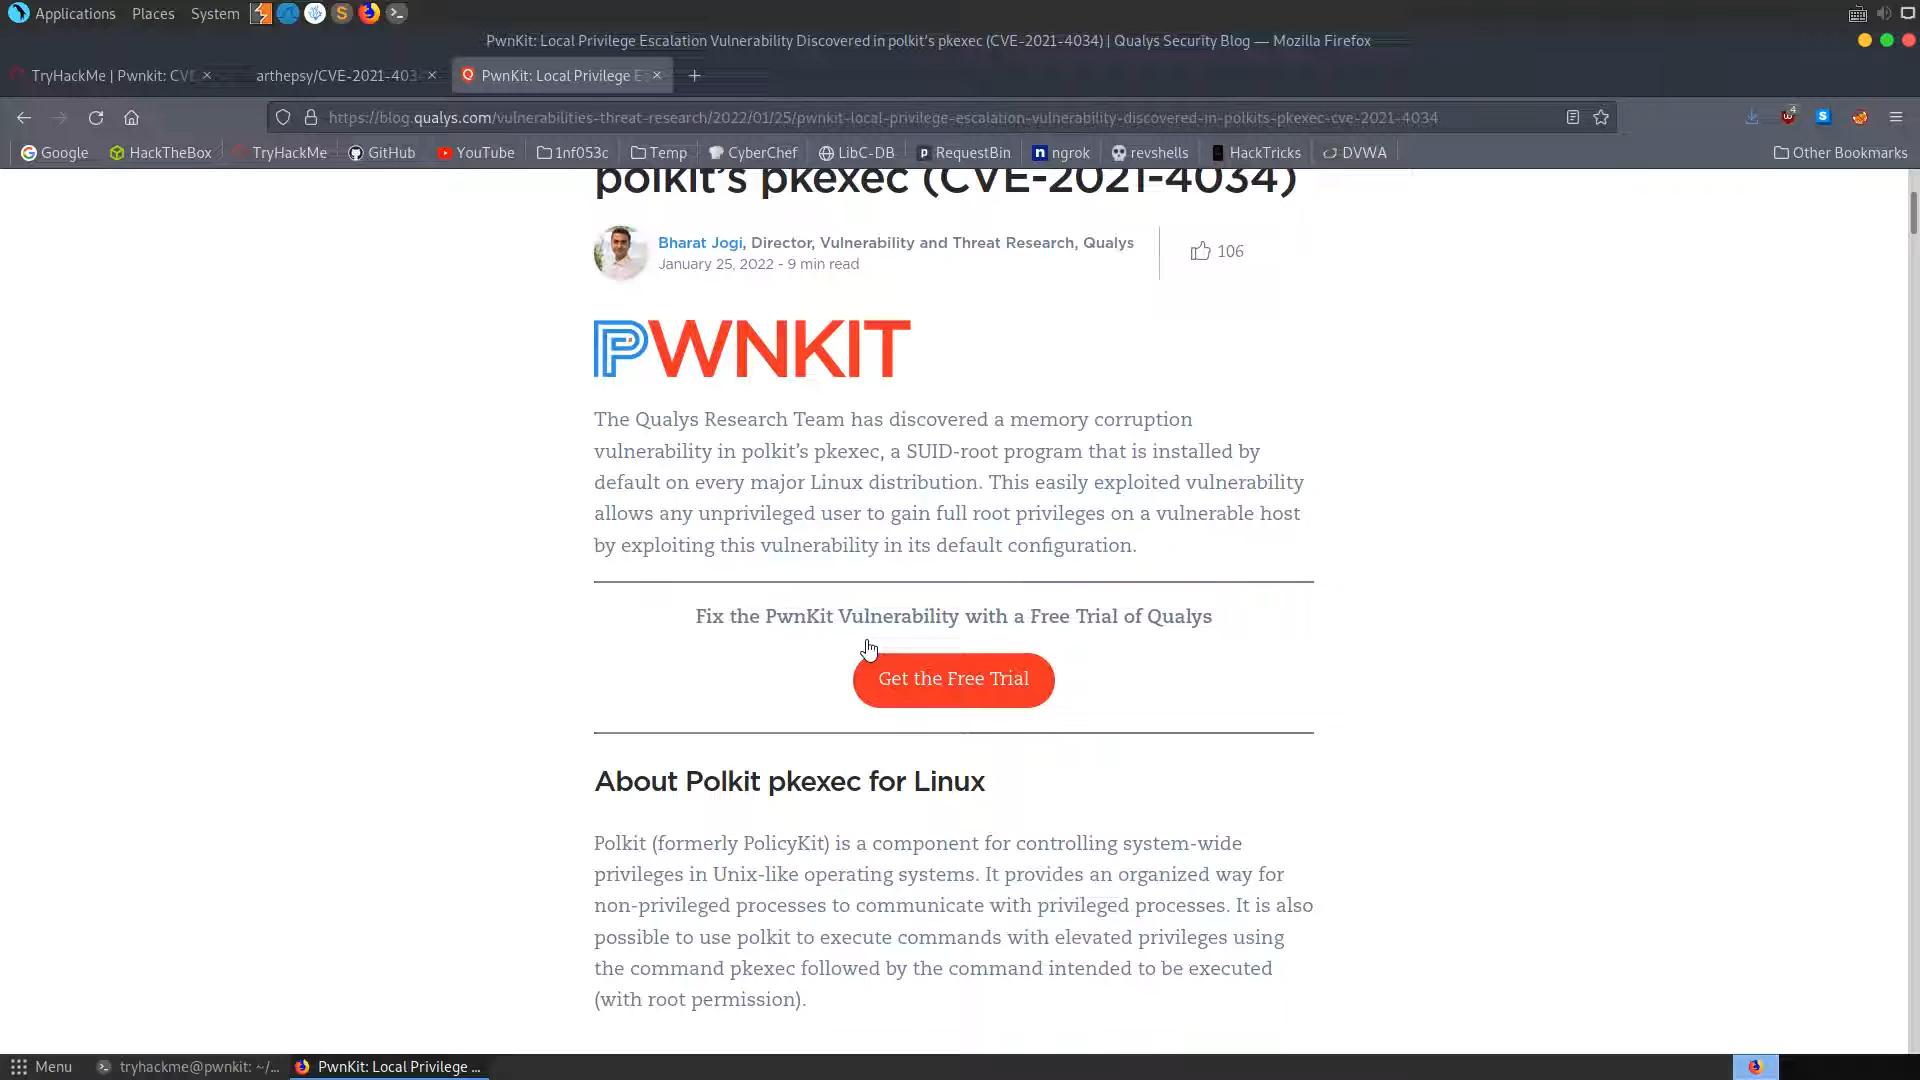 Applications Places System
PwnKit: Local Privilege Escalation Vulnerability Discovered in polkit’s pkexec (CVE-2021-4034) | Qualys Security Blog — Mozilla Firefox
TryHackMe | Pwnkit: CV × arthepsy/CVE-2021-403 × PwnKit: Local Privilege E × +
https://blog.qualys.com/vulnerabilities-threat-research/2022/01/25/pwnkit-local-privilege-escalation-vulnerability-discovered-in-polkits-pkexec-cve-2021-4034 4
Google HackTheBox TryHackMe GitHub YouTube 1nf053c Temp CyberChef LibC-DB RequestBin ngrok revshells HackTricks DVWA Other Bookmarks
polkit’s pkexec (CVE-2021-4034)
Bharat Jogi, Director, Vulnerability and Threat Research, Qualys
January 25, 2022 - 9 min read
106
PWNKIT
The Qualys Research Team has discovered a memory corruption
vulnerability in polkit’s pkexec, a SUID-root program that is installed by
default on every major Linux distribution. This easily exploited vulnerability
allows any unprivileged user to gain full root privileges on a vulnerable host
by exploiting this vulnerability in its default configuration.
Fix the PwnKit Vulnerability with a Free Trial of Qualys
Get the Free Trial
About Polkit pkexec for Linux
Polkit (formerly PolicyKit) is a component for controlling system-wide
privileges in Unix-like operating systems. It provides an organized way for
non-privileged processes to communicate with privileged processes. It is also
possible to use polkit to execute commands with elevated privileges using
the command pkexec followed by the command intended to be executed
(with root permission).
Menu tryhackme@pwnkit: ~/... PwnKit: Local Privilege ...